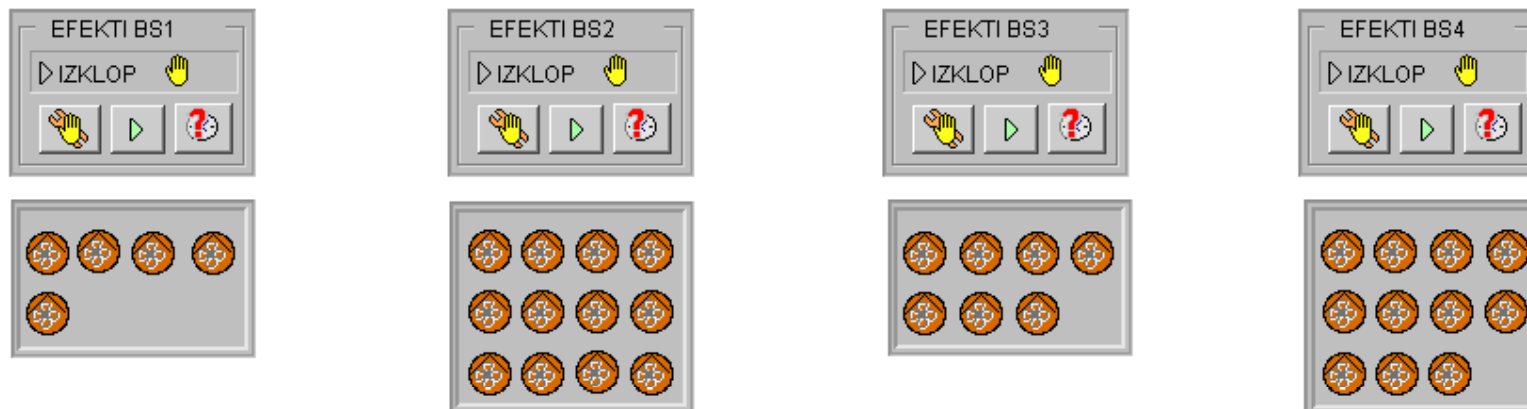 EFEKTI BS1
IZKLOP
EFEKTI BS2
IZKLOP
EFEKTI BS3
IZKLOP
EFEKTI BS4
IZKLOP